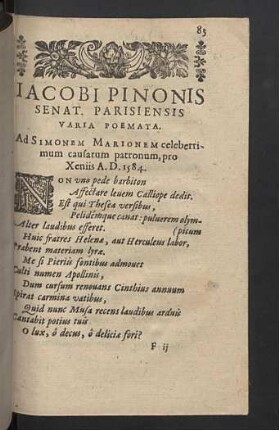 85
IACOBI PINONIS
SENAT. PARISIENSIS
VARIA POEMATA.
Ad SIMONEM MARIONEM celeberri-
mum causarum patronum, pro
Xeniis A. D. 1584.
NON vno pede barbiton
Affectare leuem Calliope dedit.
Est qui Thesea versibus,
Pelidémque canat: puluerem olym-
(picum
Alter laudibus efferet.
Huic fratres Helenæ, aut Herculeus labor,
Præbent materiam lyræ.
Me si Pieriis fontibus admouet
Culti numen Apollinis,
Dum cursum renouans Cinthius annuum
Spirat carmina vatibus,
Quid nunc Musa recens laudibus arduis
Cantabit potius tuis
O lux, ô decus, ô deliciæ fori?
F ij